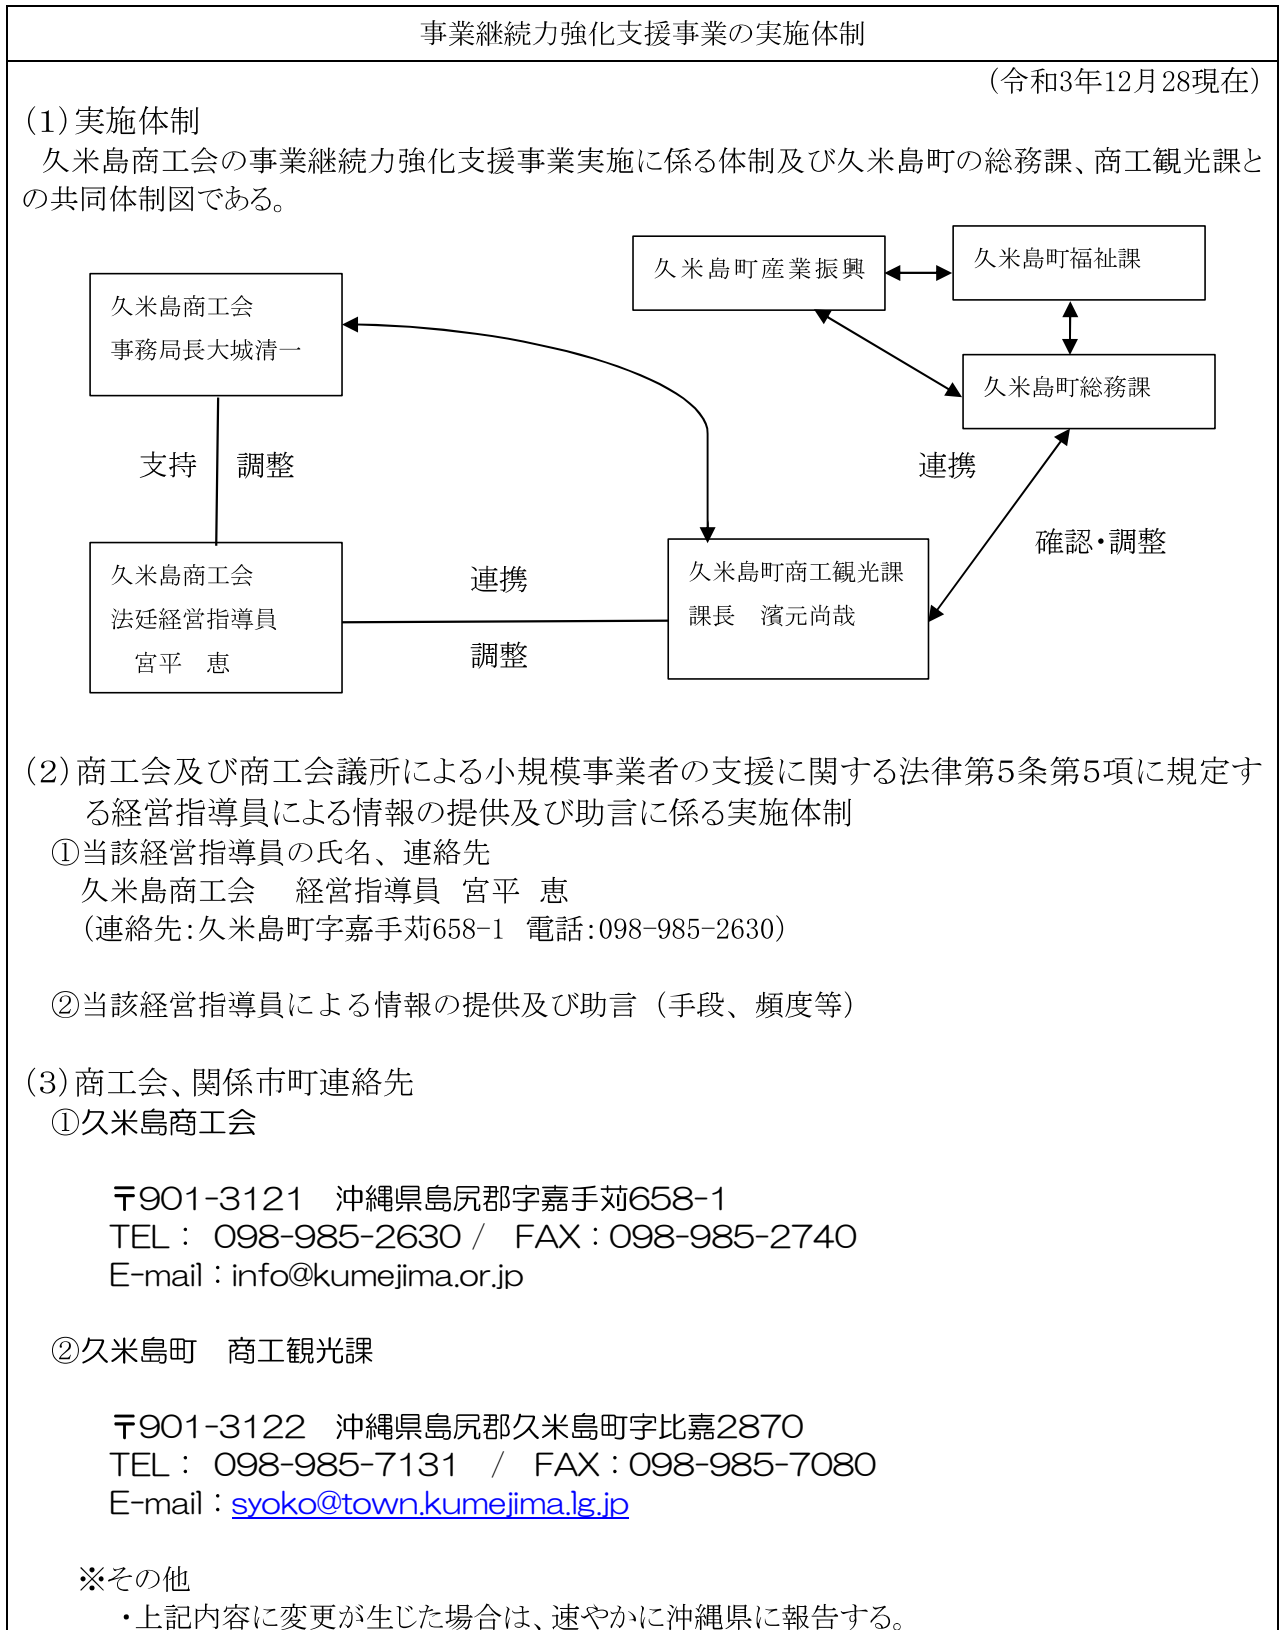 事業継続力強化支援事業の実施体制
（令和3年12月28現在）
（１）実施体制
久米島商工会の事業継続力強化支援事業実施に係る体制及び久米島町の総務課、商工観光課と
の共同体制図である。
久米島町産業振興
久米島町福祉課
久米島商工会
事務局長大城清一
久米島町総務課
支持　調整
連携
確認・調整
久米島商工会
法廷経営指導員
宮平　恵
連携
調整
久米島町商工観光課
課長　濱元尚哉
（２）商工会及び商工会議所による小規模事業者の支援に関する法律第５条第５項に規定す
る経営指導員による情報の提供及び助言に係る実施体制
①当該経営指導員の氏名、連絡先
久米島商工会　経営指導員　宮平　恵
（連絡先：久米島町字嘉手苅658-1　電話：098-985-2630）
②当該経営指導員による情報の提供及び助言（手段、頻度等）
（３）商工会、関係市町連絡先
①久米島商工会
〒901-3121　沖縄県島尻郡字嘉手苅658-1
TEL： 098-985-2630 /　FAX：098-985-2740
E-mail：info@kumejima.or.jp
②久米島町　商工観光課
〒901-3122　沖縄県島尻郡久米島町字比嘉2870
TEL： 098-985-7131　/　FAX：098-985-7080
E-mail：syoko@town.kumejima.lg.jp
※その他
・上記内容に変更が生じた場合は、速やかに沖縄県に報告する。